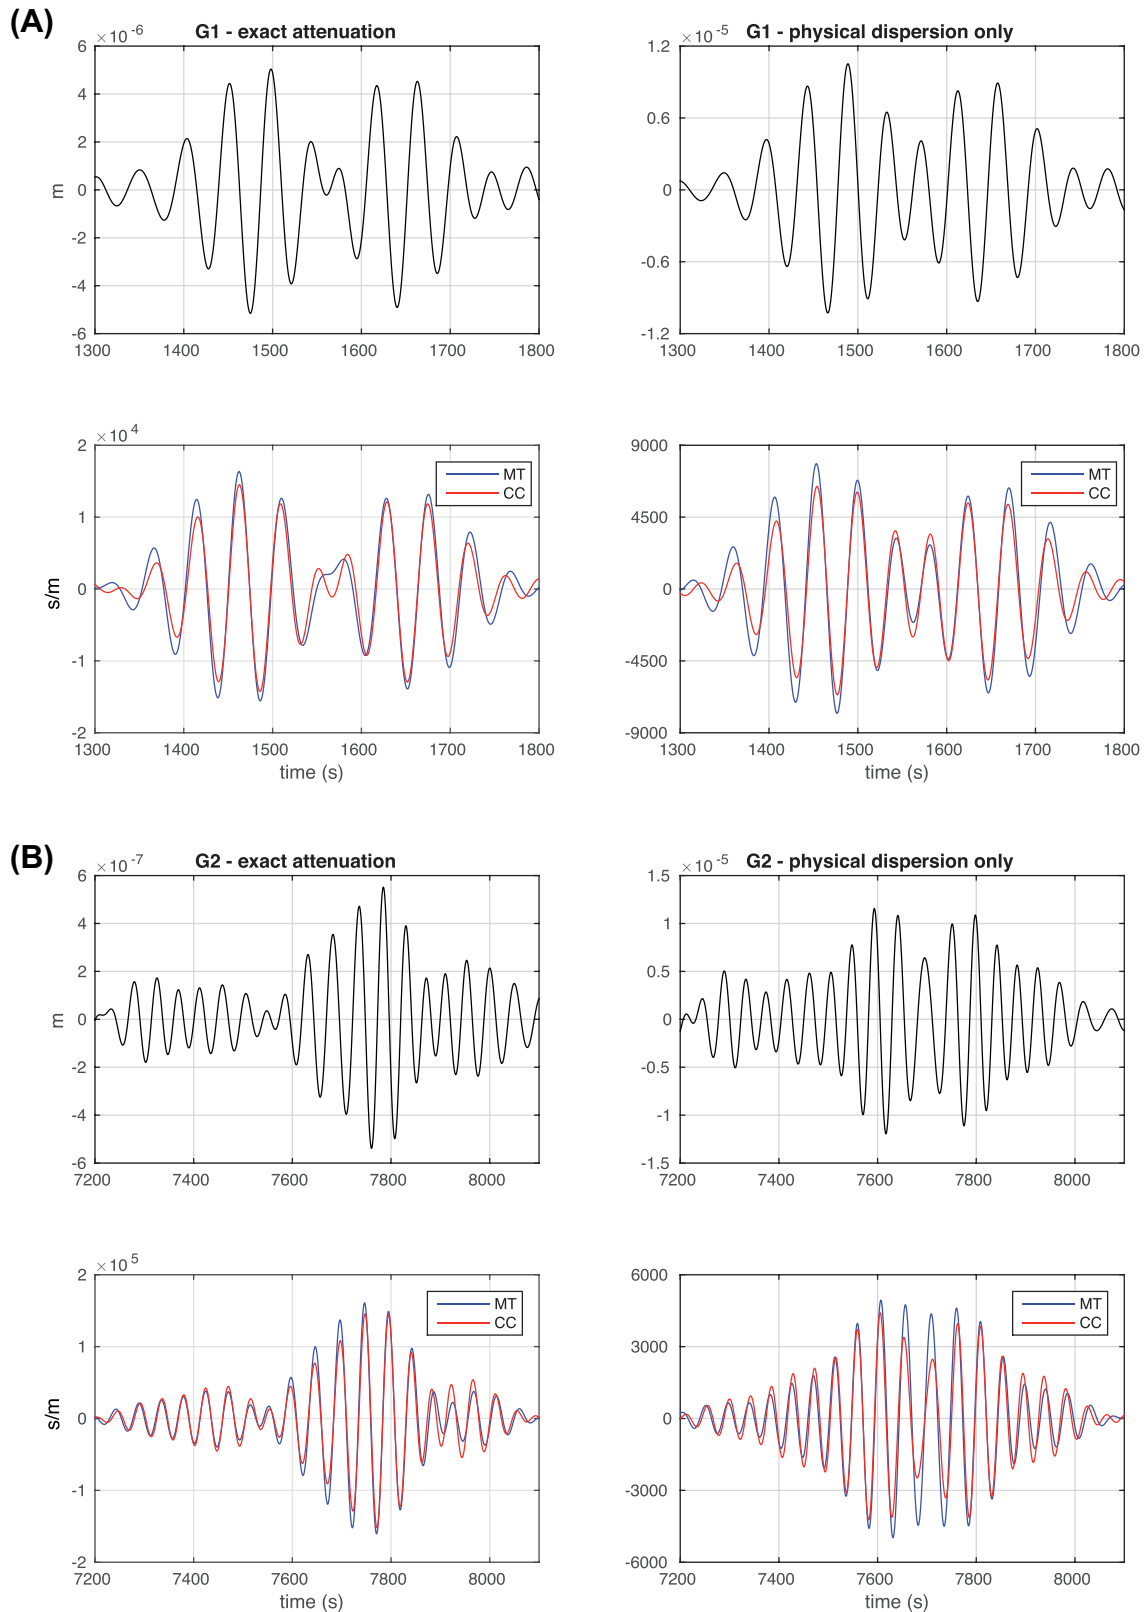 (A)
G1 - exact attenuation
×10⁻⁶
6
4
2
0
-2
-4
-6
m
1300 1400 1500 1600 1700 1800
G1 - physical dispersion only
×10⁻⁵
1.2
0.6
0
-0.6
-1.2
1300 1400 1500 1600 1700 1800
×10⁴
2
1
0
-1
-2
s/m
MT
CC
1300 1400 1500 1600 1700 1800
time (s)
9000
4500
0
-4500
-9000
MT
CC
1300 1400 1500 1600 1700 1800
time (s)
(B)
G2 - exact attenuation
×10⁻⁷
6
4
2
0
-2
-4
-6
m
7200 7400 7600 7800 8000
G2 - physical dispersion only
×10⁻⁵
1.5
1
0.5
0
-0.5
-1
-1.5
7200 7400 7600 7800 8000
×10⁵
2
1
0
-1
-2
s/m
MT
CC
7200 7400 7600 7800 8000
time (s)
6000
3000
0
-3000
-6000
MT
CC
7200 7400 7600 7800 8000
time (s)